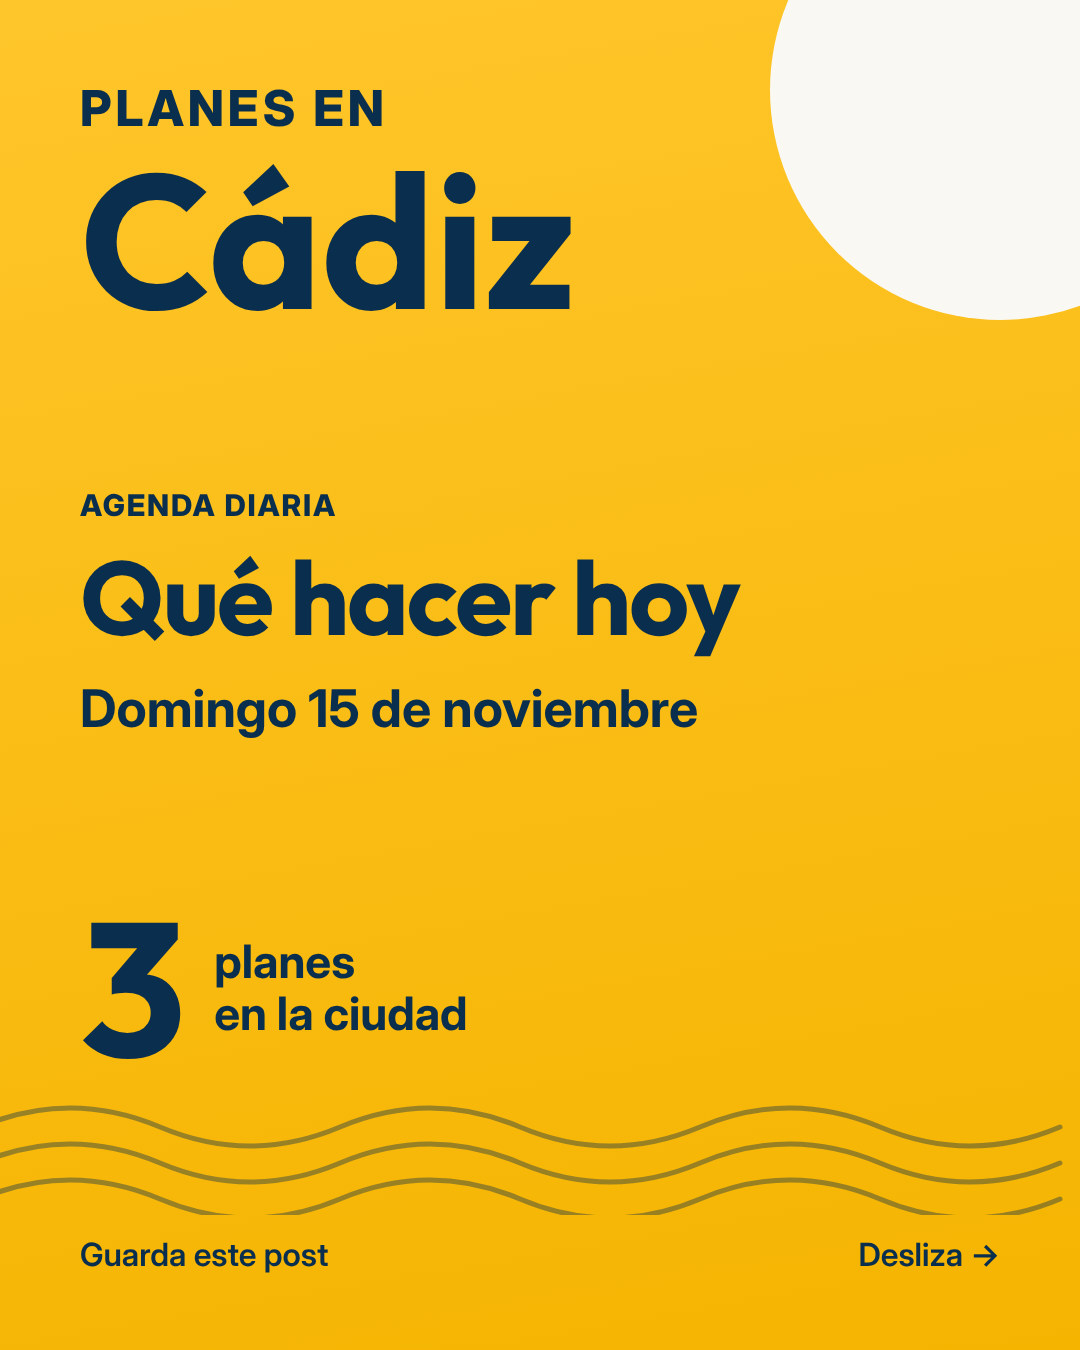 PLANES EN
Cádiz
AGENDA DIARIA
Qué hacer hoy
Domingo 15 de noviembre
3
planes
en la ciudad
Guarda este post
Desliza →